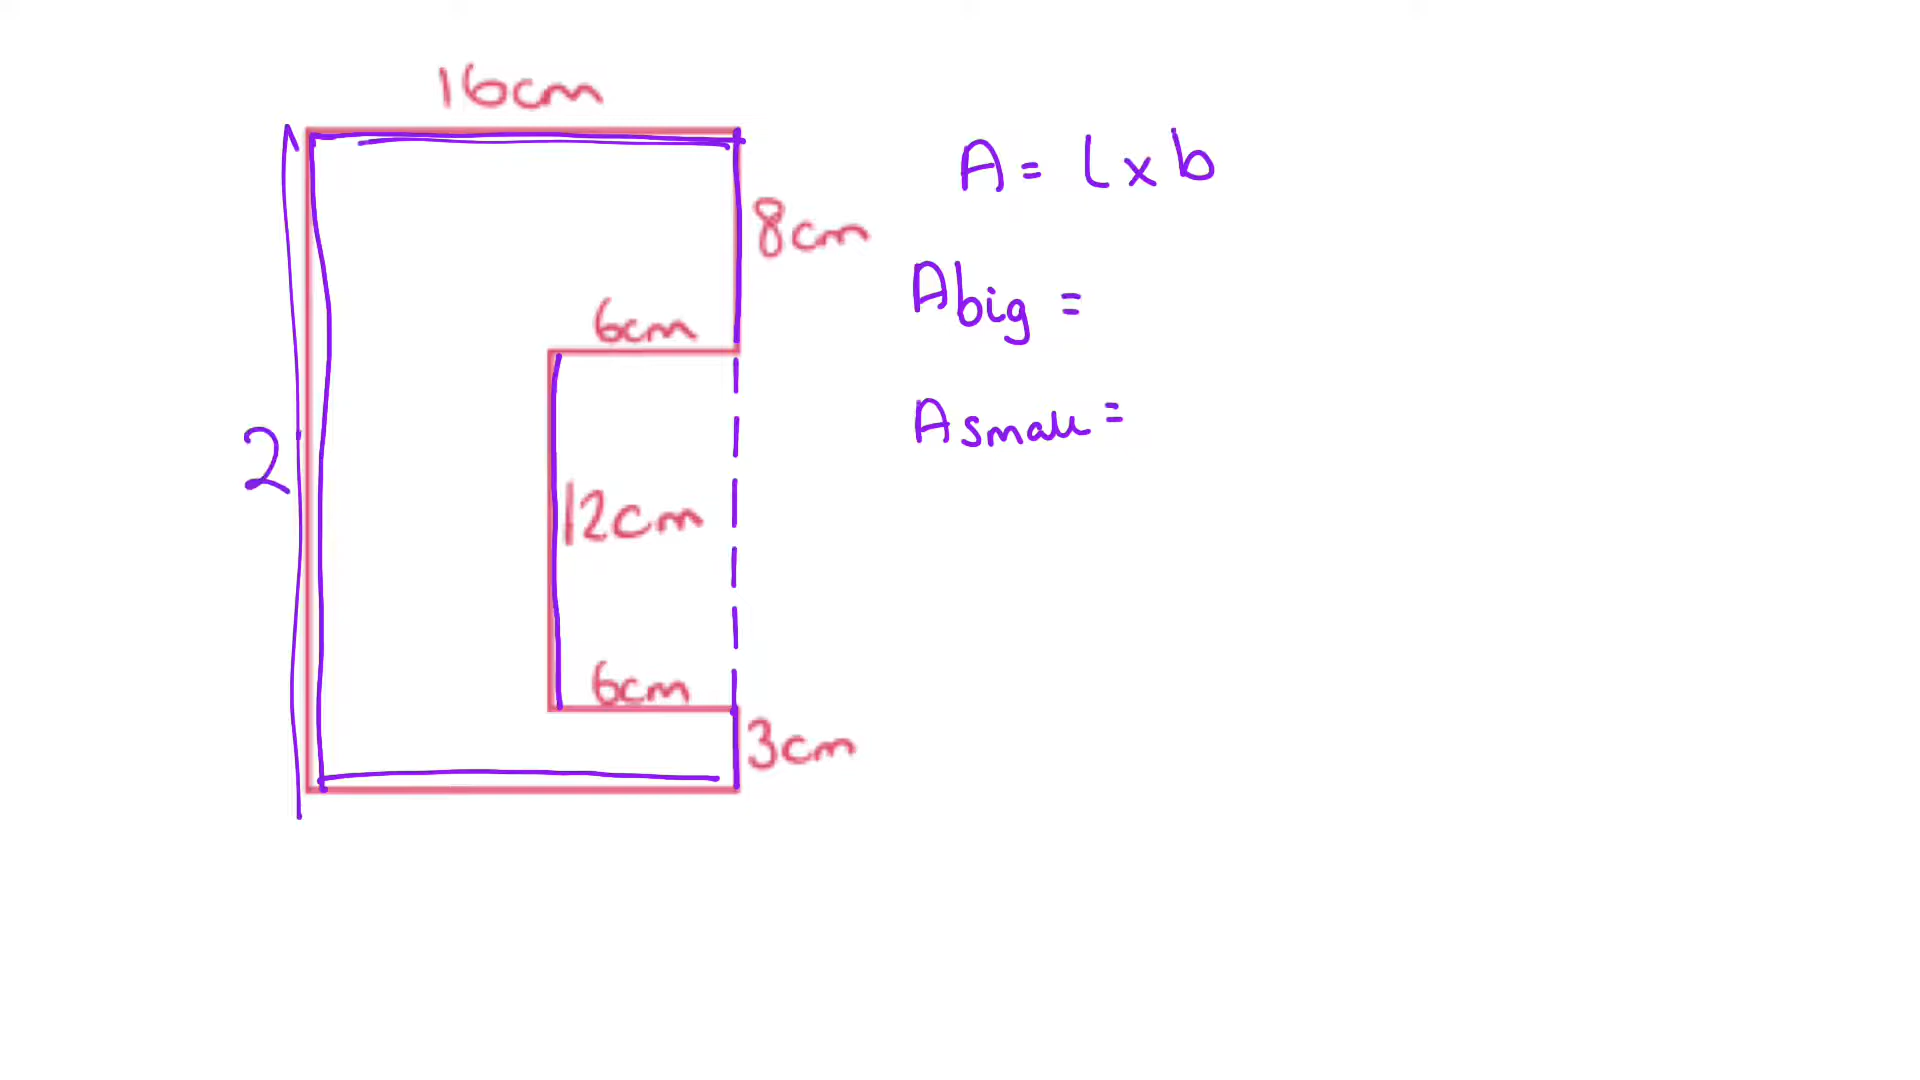 16cm
8cm
6cm
2
12cm
6cm
3cm
A = l x b
Abig =
Asmall =